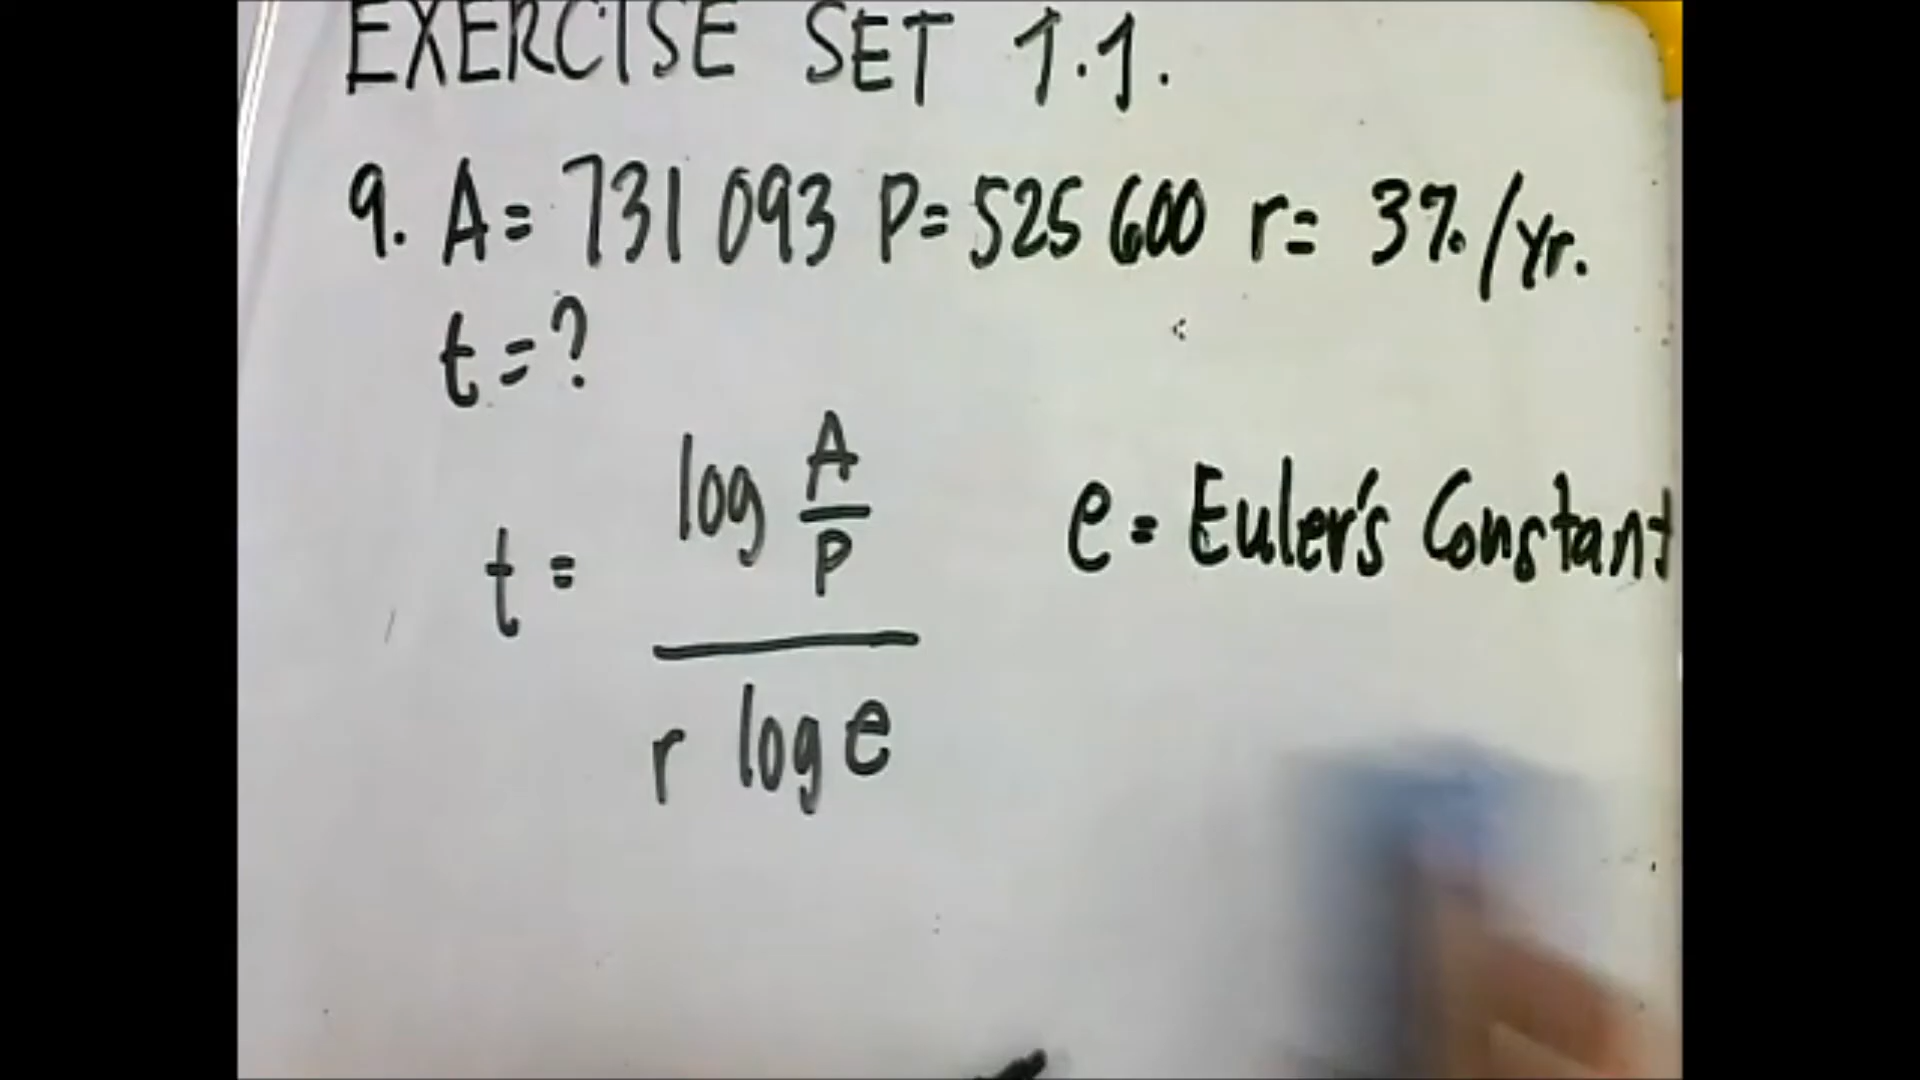 EXERCISE SET 1.1.
9. A= 731 093 P= 525 600 r= 3% /yr.
t=?
t = log A/P / r log e
e = Euler's Constant